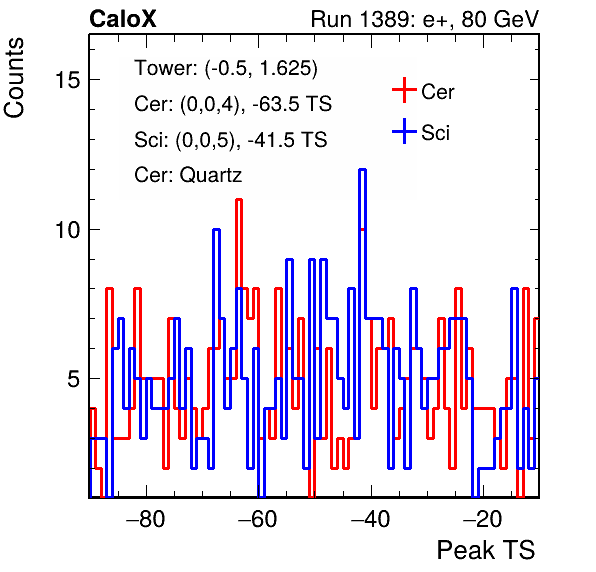 CaloX Run 1389: e+, 80 GeV
Counts
Tower: (-0.5, 1.625)
Cer: (0,0,4), -63.5 TS
Sci: (0,0,5), -41.5 TS
Cer: Quartz
Cer
Sci
15
10
5
−80 −60 −40 −20
Peak TS